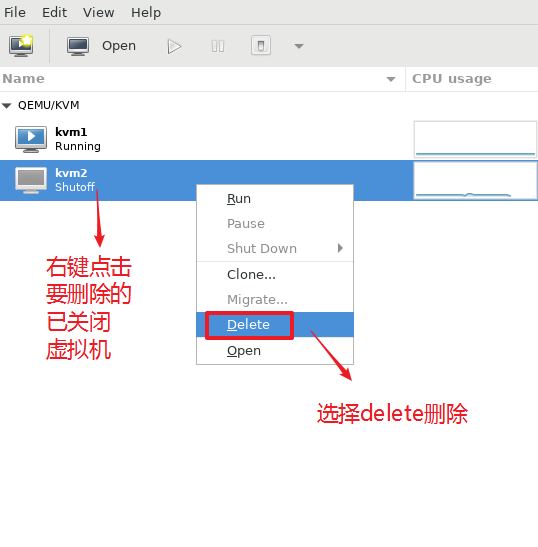 File Edit View Help
Open
Name CPU usage
QEMU/KVM
kvm1
Running
kvm2
Shutoff
Run
Pause
Shut Down
Clone...
Migrate...
Delete
Open
右键点击
要删除的
已关闭
虚拟机
选择delete删除